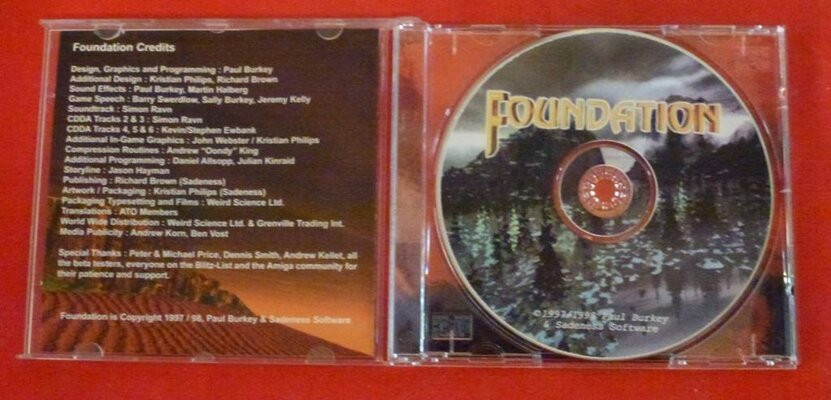 Foundation Credits
Design, Graphics and Programming : Paul Burkey
Additional Design : Kristian Philips, Richard Brown
Sound Effects : Paul Burkey, Martin Halberg
Game Speech : Barry Swerdlow, Sally Burkey, Jeremy Kelly
Soundtrack : Simon Ravn
CDDA Tracks 2 & 3 : Simon Ravn
CDDA Tracks 4, 5 & 6 : Kevin/Stephen Ewbank
Additional In-Game Graphics : John Webster / Kristian Philips
Compression Routines : Andrew "Oondy" King
Additional Programming : Daniel Allsopp, Julian Kinraid
Storyline : Jason Hayman
Publishing : Richard Brown (Sadeness)
Artwork / Packaging : Kristian Philips (Sadeness)
Packaging Typesetting and Films : Weird Science Ltd.
Translations : ATO Members
World Wide Distribution : Weird Science Ltd. & Grenville Trading Int.
Media Publicity : Andrew Korn, Ben Vost
Special Thanks : Peter & Michael Price, Dennis Smith, Andrew Kellet, all
the beta testers, everyone on the Blitz-List and the Amiga community for
their patience and support.
Foundation is Copyright 1997 / 98, Paul Burkey & Sadeness Software
FOUNDATION
©1997/1998 Paul Burkey
& Sadeness Software